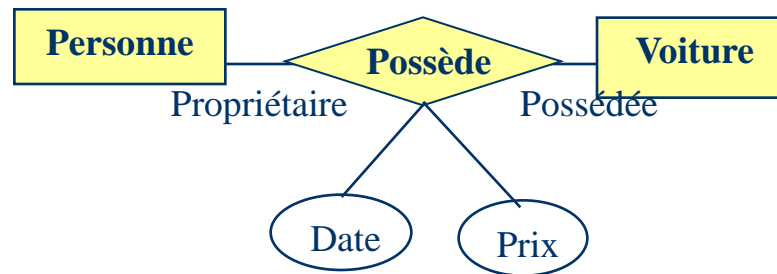 Personne
Possède
Voiture
Propriétaire
Possédée
Date
Prix